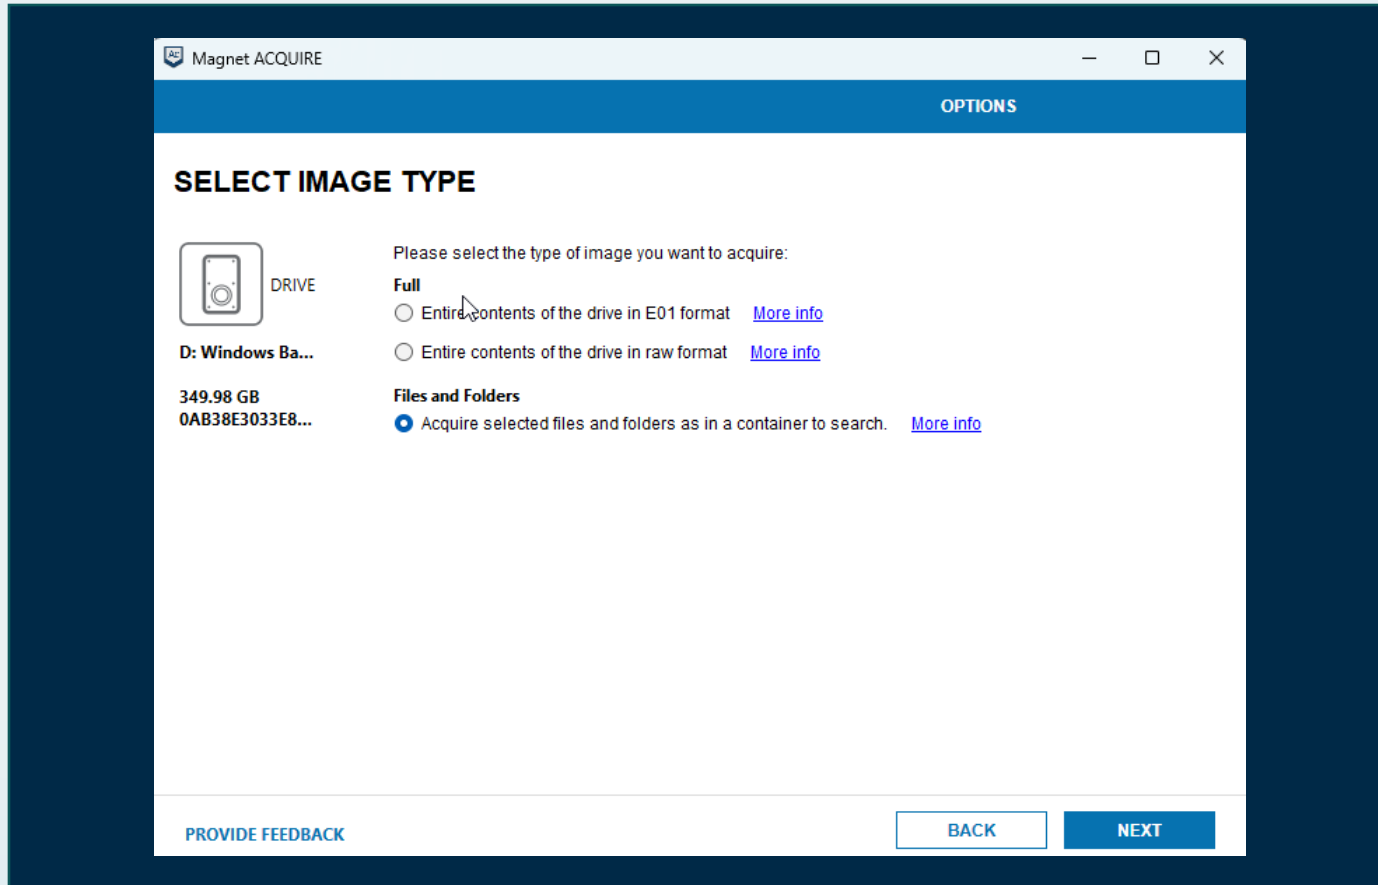 Magnet ACQUIRE
OPTIONS
SELECT IMAGE TYPE
DRIVE
D: Windows Ba...
349.98 GB
0AB38E3033E8...
Please select the type of image you want to acquire:
Full
Entire contents of the drive in E01 format More info
Entire contents of the drive in raw format More info
Files and Folders
Acquire selected files and folders as in a container to search. More info
PROVIDE FEEDBACK
BACK
NEXT